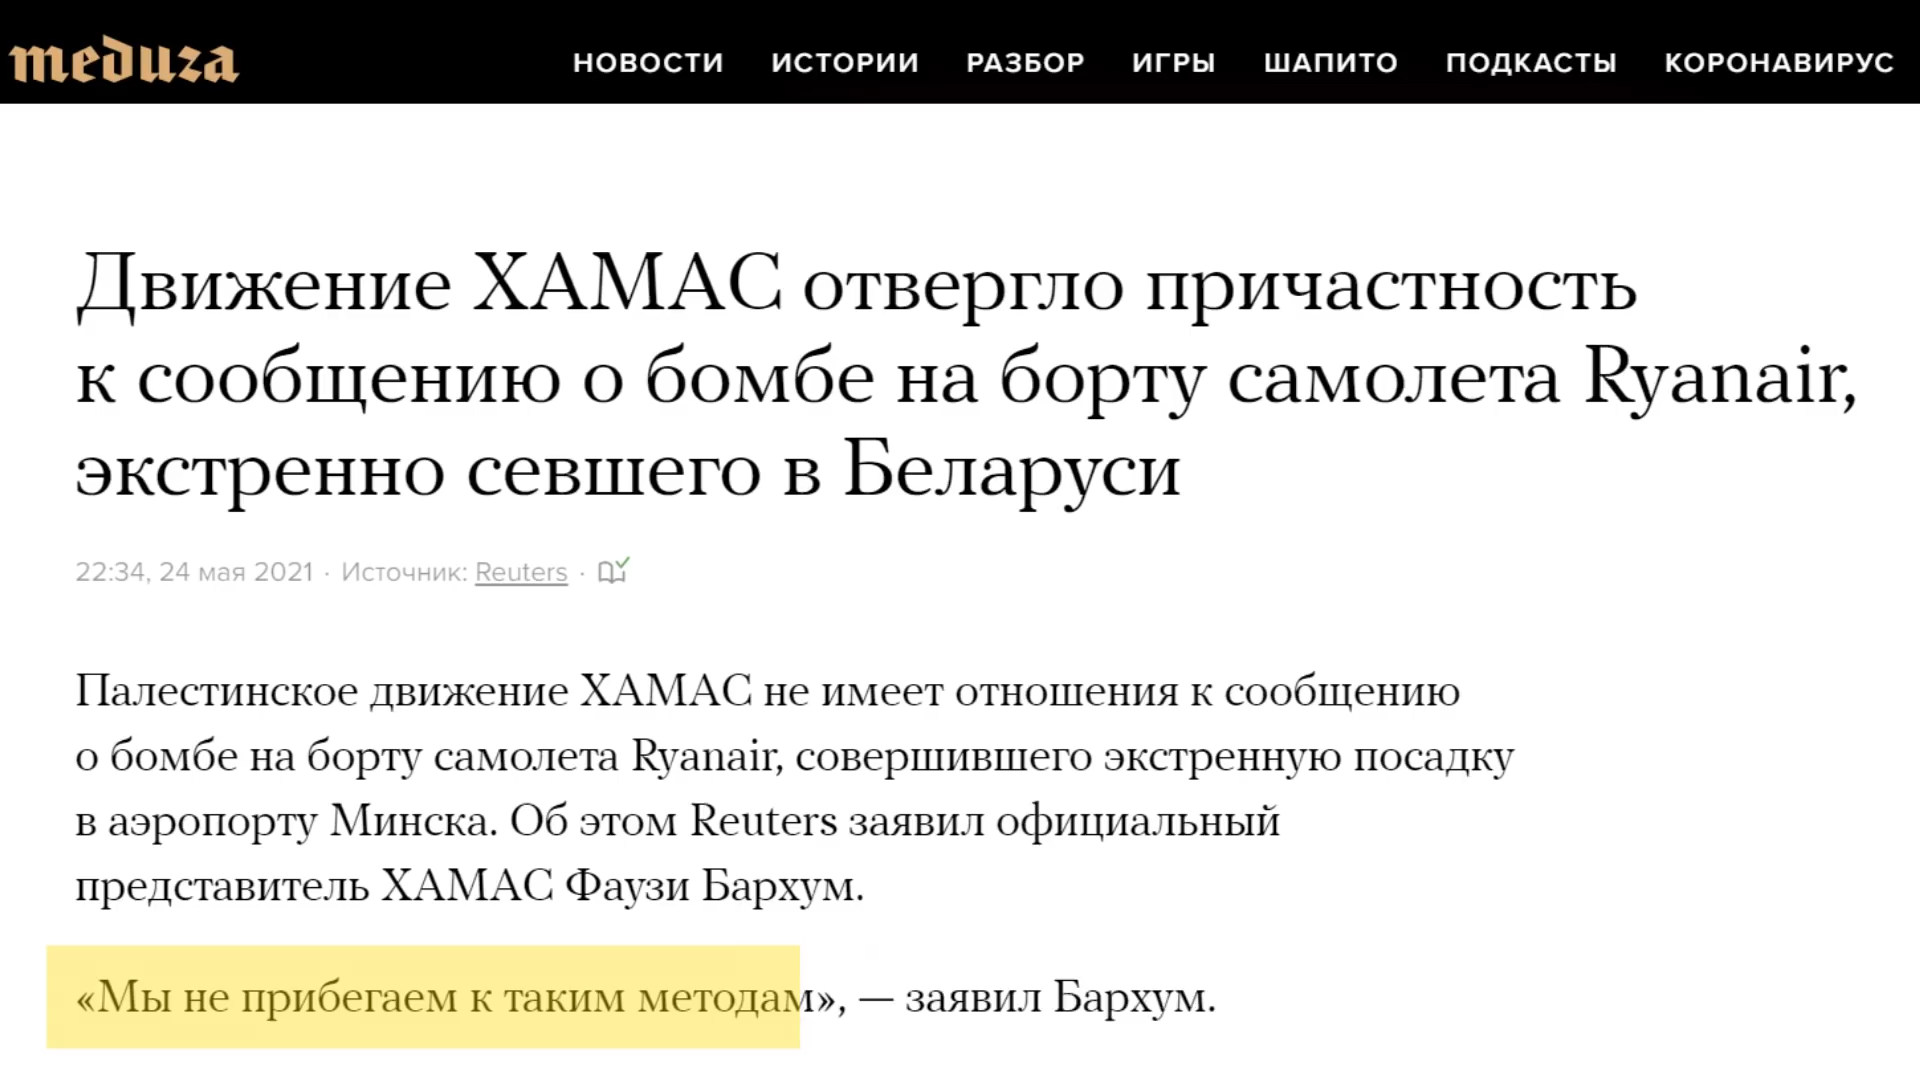 meduza
НОВОСТИ ИСТОРИИ РАЗБОР ИГРЫ ШАПИТО ПОДКАСТЫ КОРОНАВИРУС
Движение ХАМАС отвергло причастность
к сообщению о бомбе на борту самолета Ryanair,
экстренно севшего в Беларуси
22:34, 24 мая 2021 · Источник: Reuters ·
Палестинское движение ХАМАС не имеет отношения к сообщению
о бомбе на борту самолета Ryanair, совершившего экстренную посадку
в аэропорту Минска. Об этом Reuters заявил официальный
представитель ХАМАС Фаузи Бархум.
«Мы не прибегаем к таким методам», — заявил Бархум.